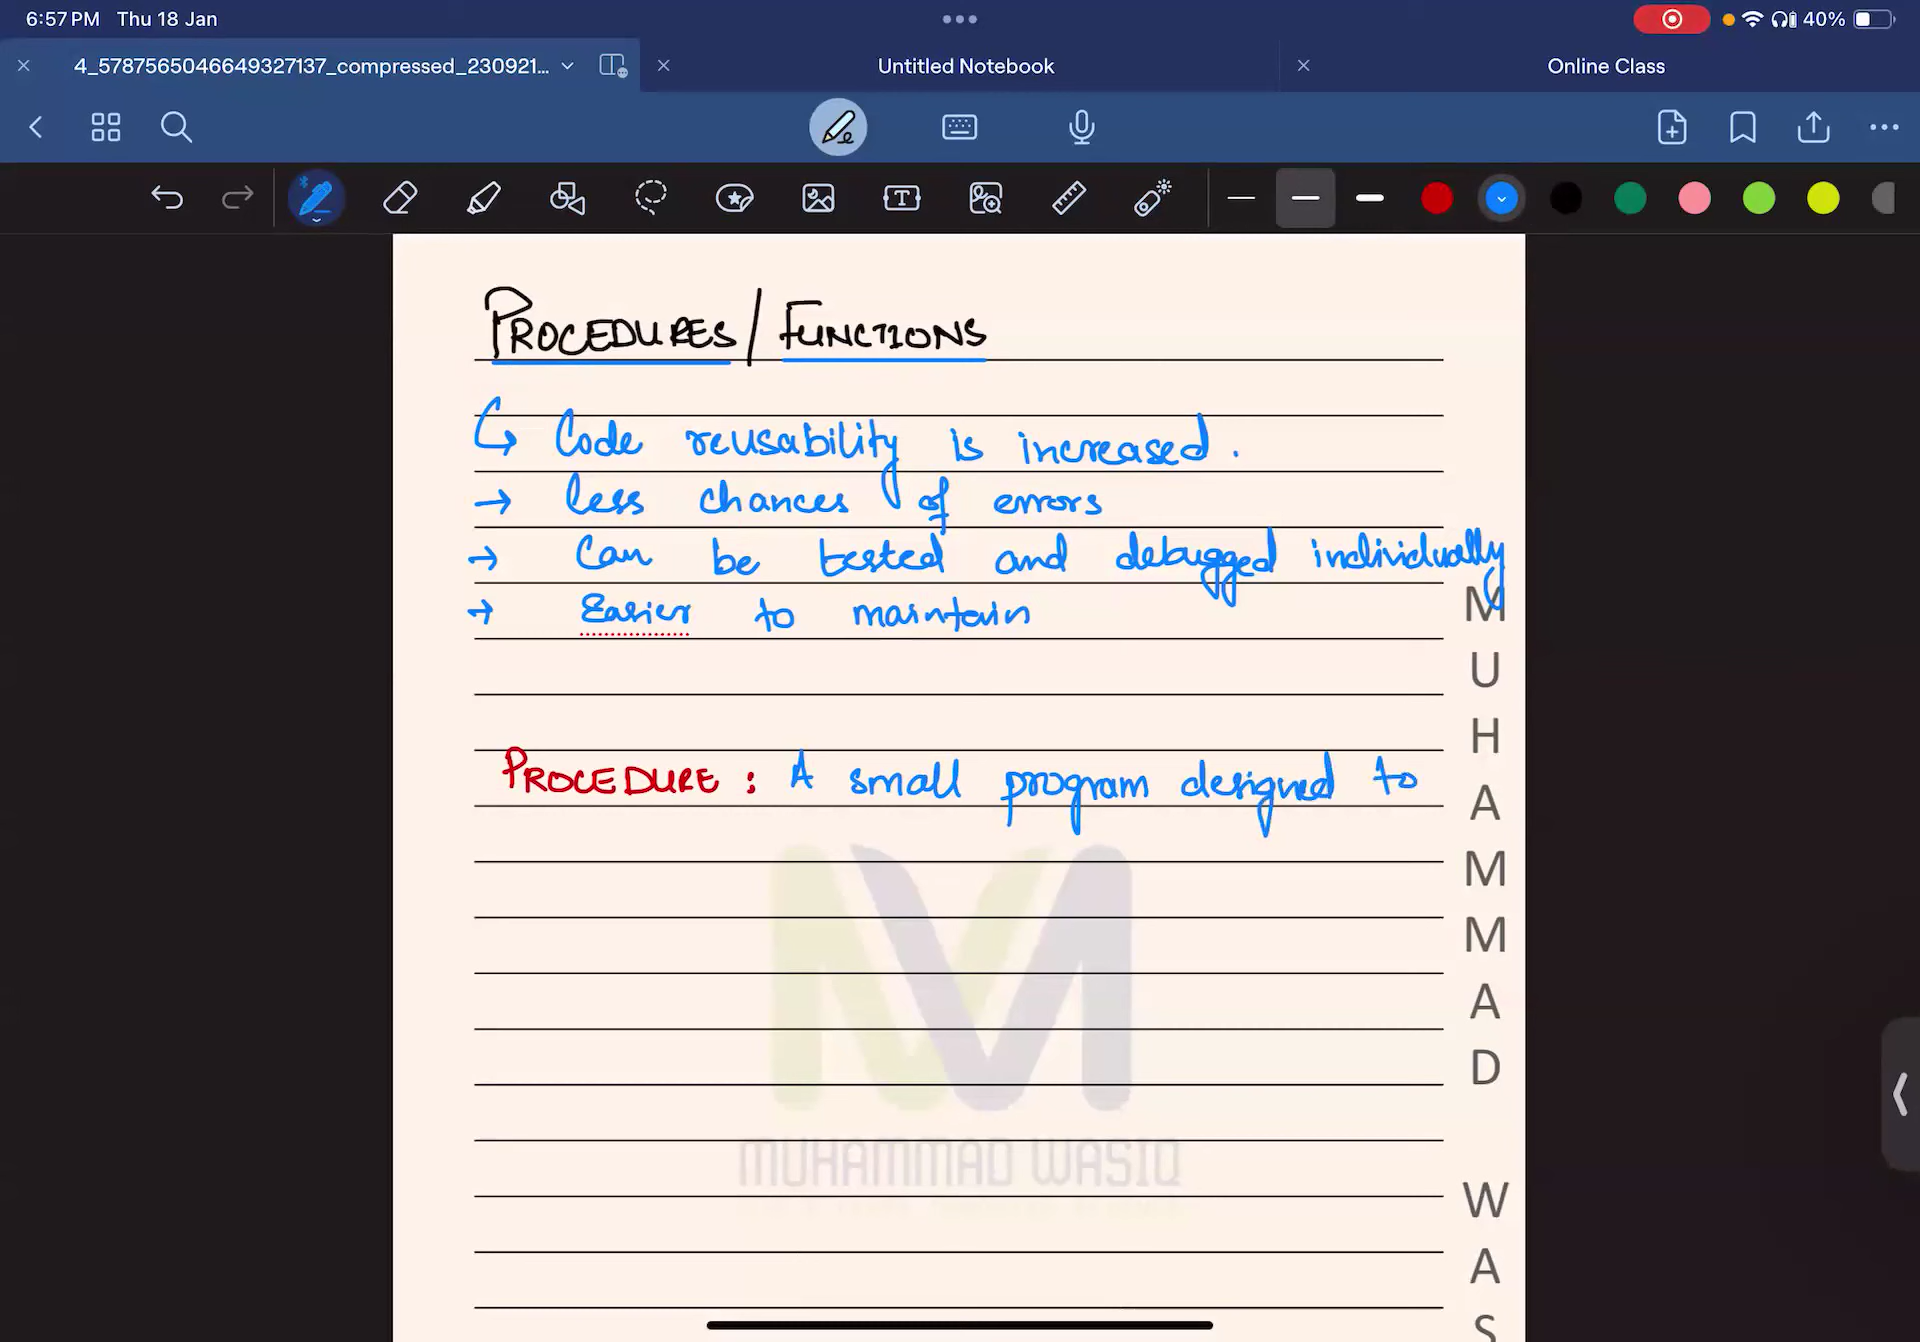 6:57 PM Thu 18 Jan
40%
4_5787565046649327137_compressed_230921...
Untitled Notebook
Online Class
PROCEDURES / FUNCTIONS
Code reusability is increased.
→ less chances of errors
→ Can be tested and debugged individually
→ Easier to maintain
PROCEDURE : A small program designed to
MUHAMMAD WASIQ
MUHAMMAD WAS